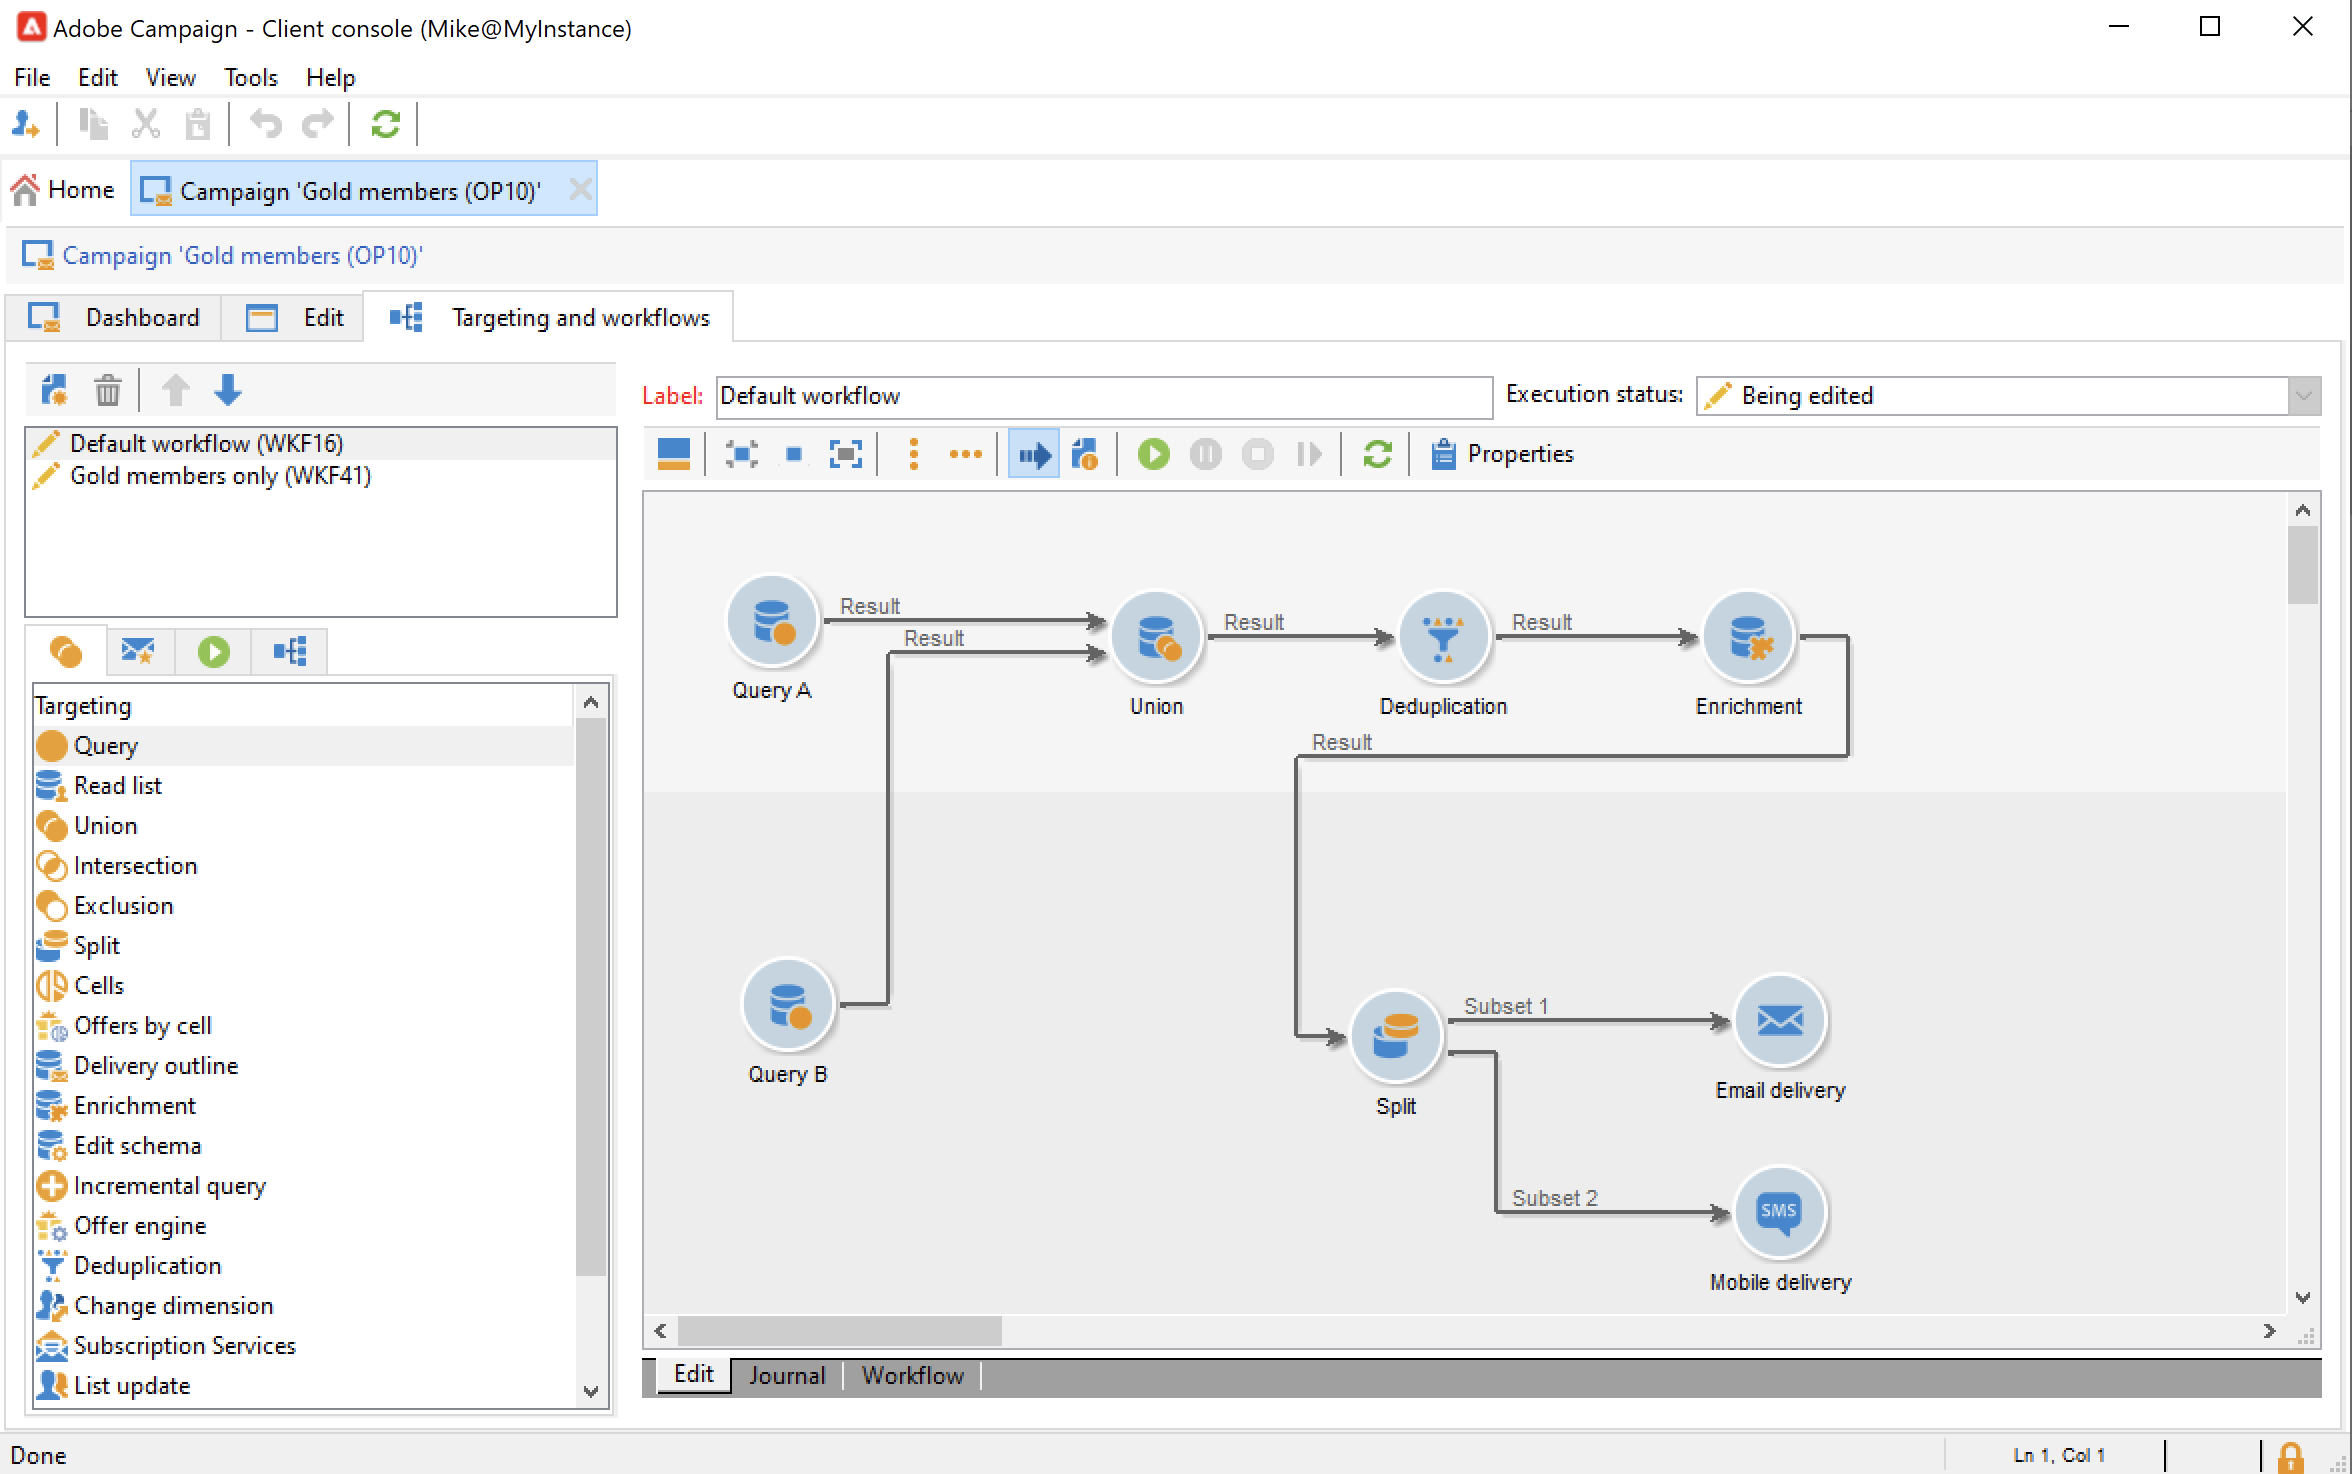 Adobe Campaign - Client console (Mike@MyInstance)
File Edit View Tools Help
Home Campaign 'Gold members (OP10)'
Campaign 'Gold members (OP10)'
Dashboard Edit Targeting and workflows
Label: Default workflow Execution status: Being edited
Default workflow (WKF16)
Gold members only (WKF41)
Properties
Targeting
Query
Read list
Union
Intersection
Exclusion
Split
Cells
Offers by cell
Delivery outline
Enrichment
Edit schema
Incremental query
Offer engine
Deduplication
Change dimension
Subscription Services
List update
Result
Result
Result
Result
Query A
Union
Deduplication
Enrichment
Result
Query B
Subset 1
Split
Email delivery
Subset 2
SMS
Mobile delivery
Edit Journal Workflow
Done
Ln 1, Col 1